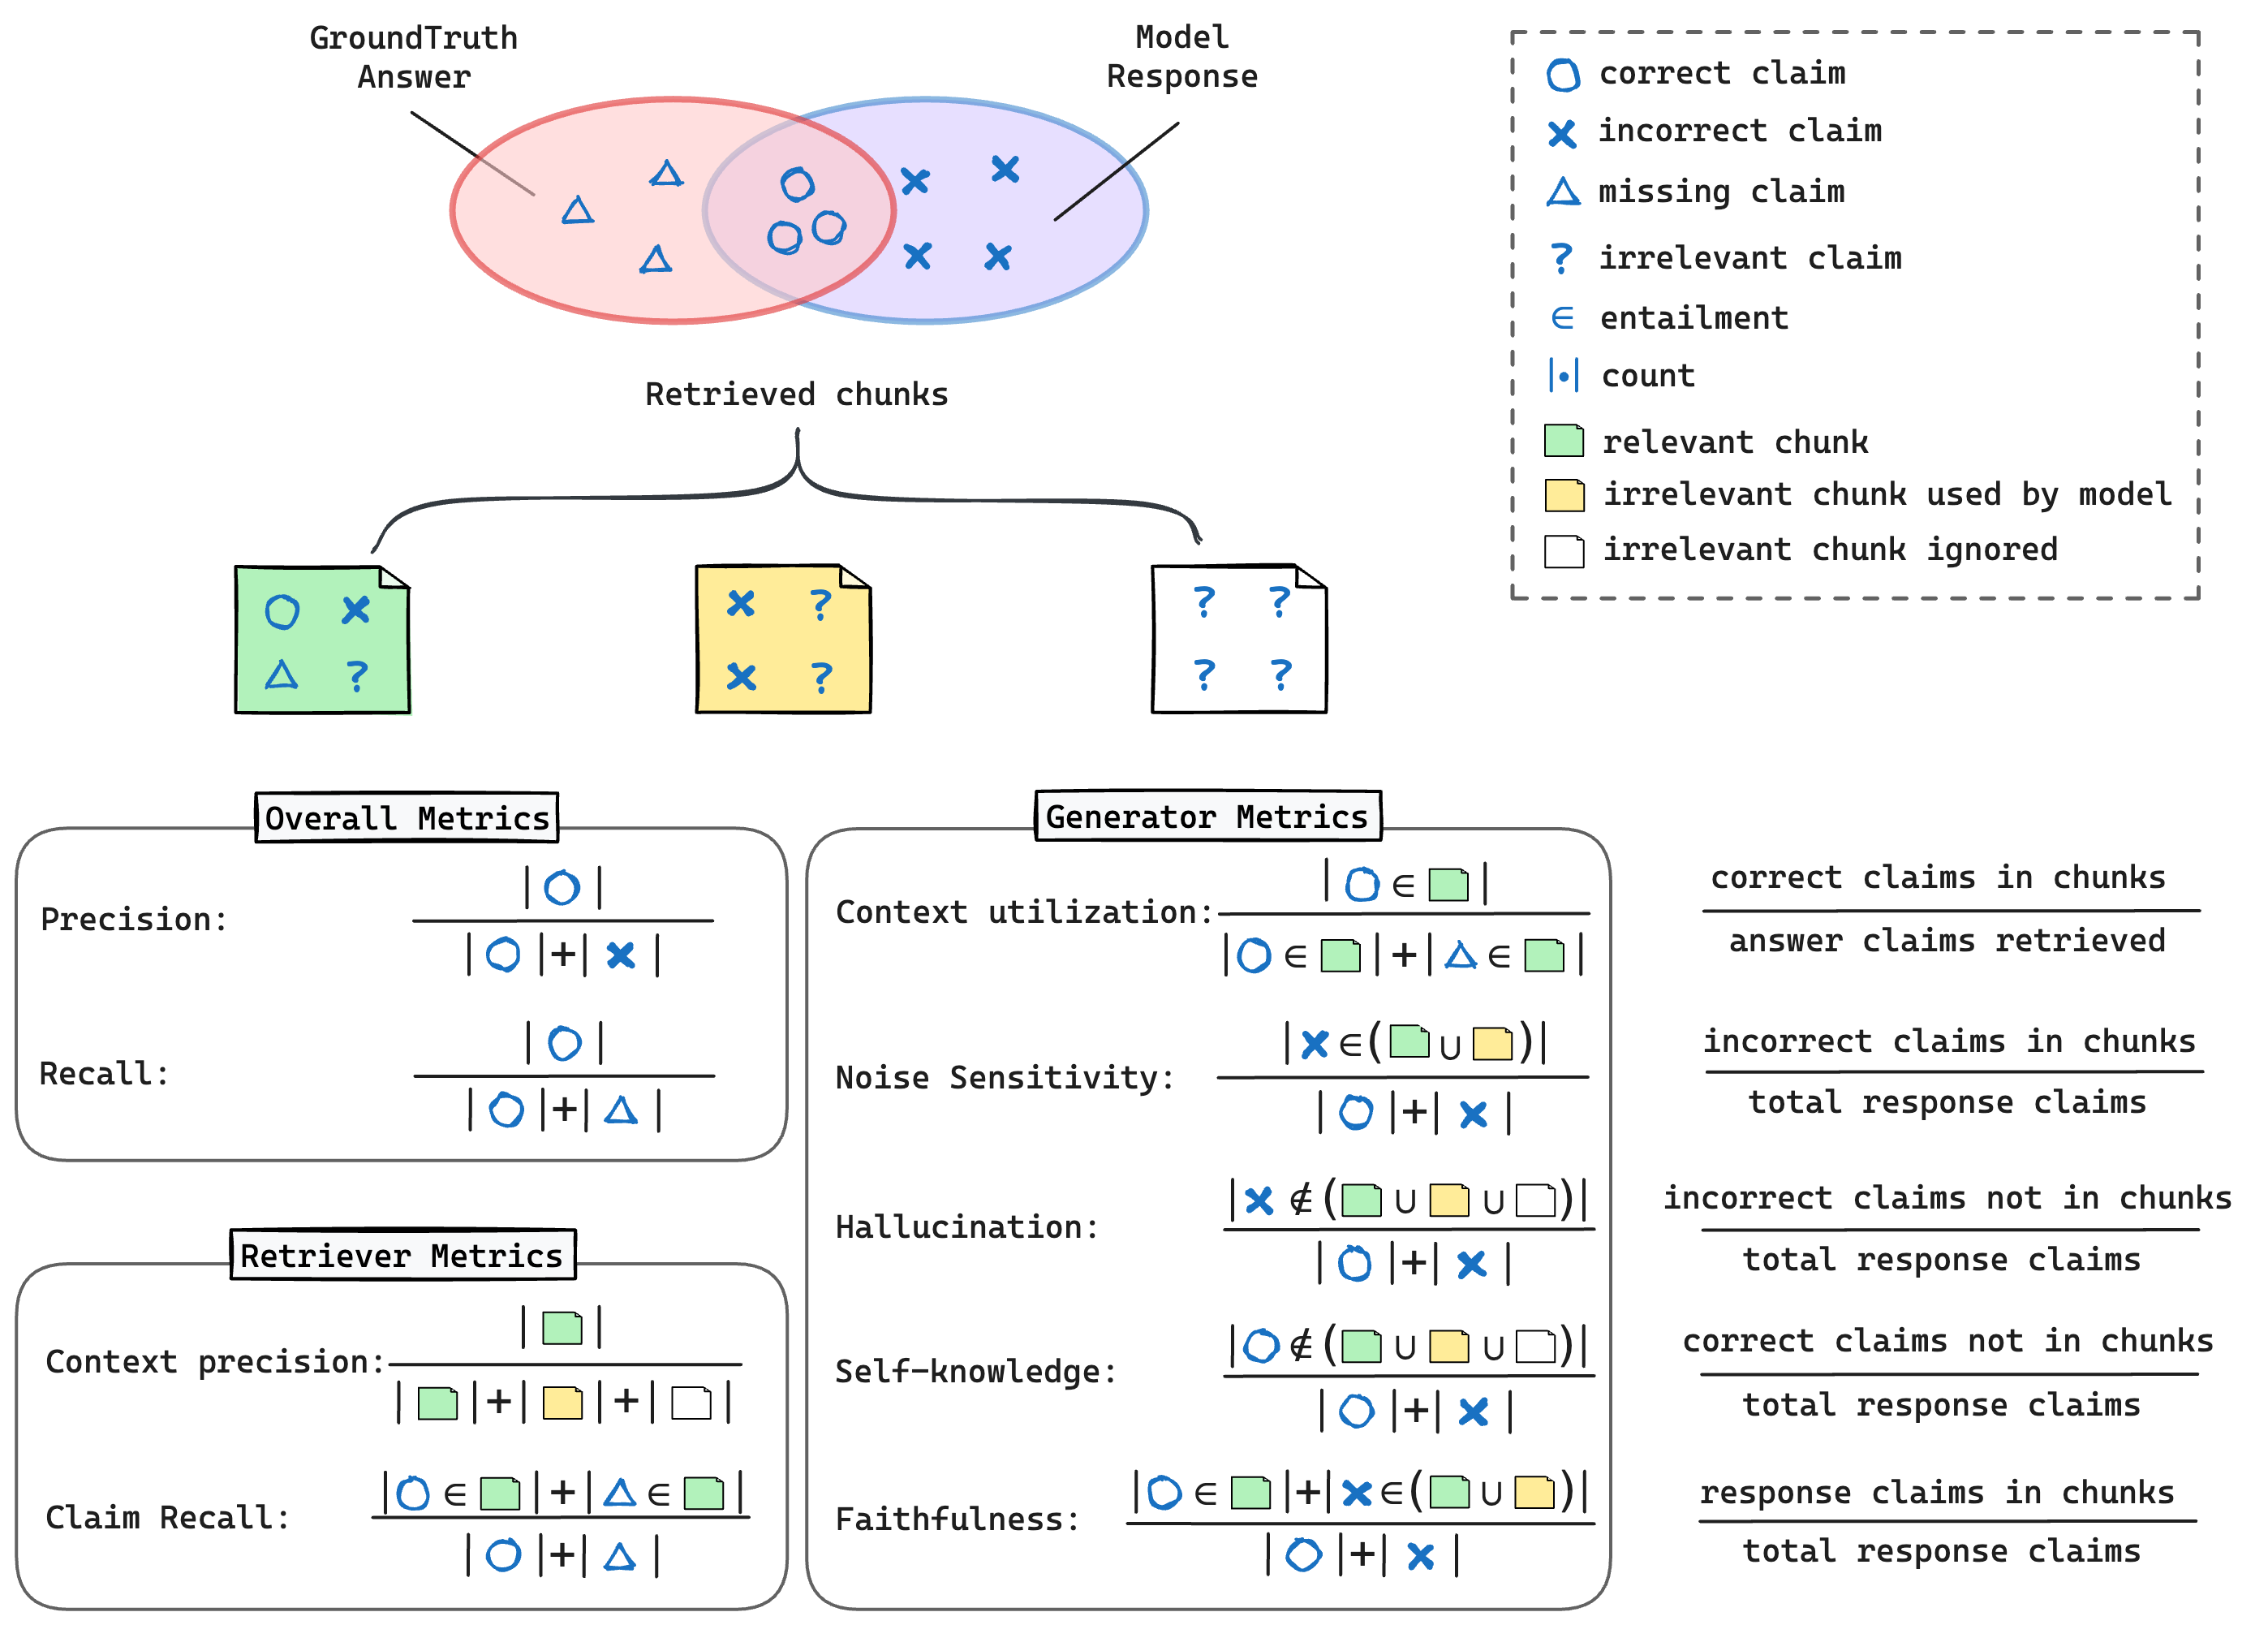 GroundTruth
Answer
Model
Response
correct claim
incorrect claim
missing claim
? irrelevant claim
∈ entailment
|•| count
relevant chunk
irrelevant chunk used by model
irrelevant chunk ignored
Retrieved chunks
?
?
?
? ?
? ?
Overall Metrics
Precision:
| |
| |+| |
Recall:
| |
| |+| |
Retriever Metrics
Context precision:
| |
| |+| |+| |
Claim Recall:
| ∈ |+| ∈ |
| |+| |
Generator Metrics
Context utilization:
| ∈ |
| ∈ |+| ∈ |
correct claims in chunks
answer claims retrieved
Noise Sensitivity:
| ∈( ∪ )|
| |+| |
incorrect claims in chunks
total response claims
Hallucination:
| ∉( ∪ ∪ )|
| |+| |
incorrect claims not in chunks
total response claims
Self-knowledge:
| ∉( ∪ ∪ )|
| |+| |
correct claims not in chunks
total response claims
Faithfulness:
| ∈ |+| ∈( ∪ )|
| |+| |
response claims in chunks
total response claims